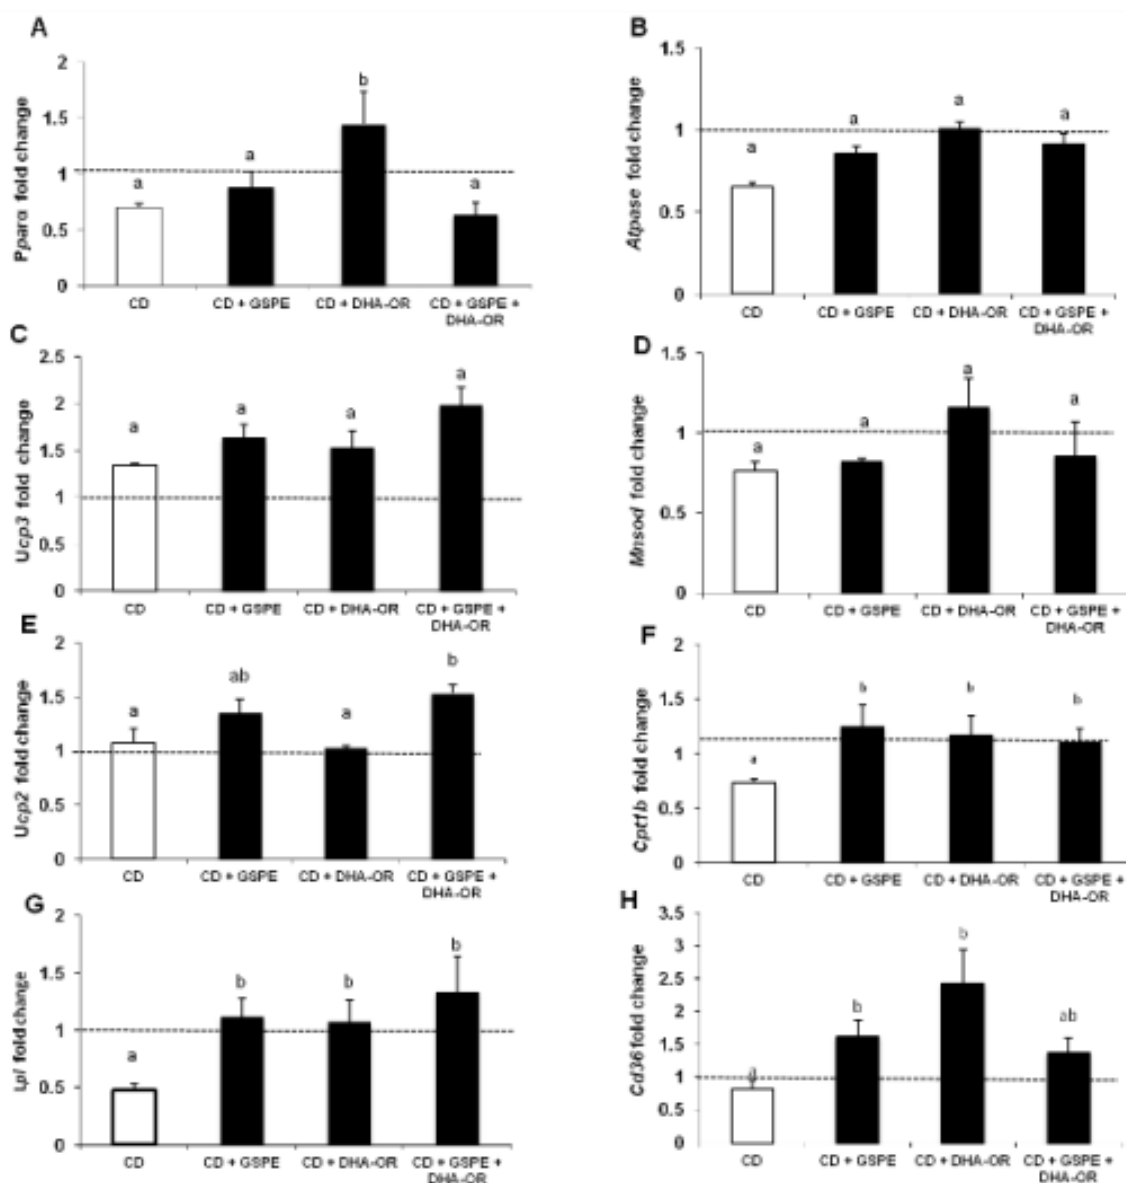 A
2
1.5
1
0.5
0
Pparα fold change
a
a
b
a
CD
CD + GSPE
CD + DHA-OR
CD + GSPE +
DHA-OR
B
1.5
1
0.5
0
Atpase fold change
a
a
a
a
CD
CD + GSPE
CD + DHA-OR
CD + GSPE +
DHA-OR
C
2.5
2
1.5
1
0.5
0
Ucp3 fold change
a
a
a
a
CD
CD + GSPE
CD + DHA-OR
CD + GSPE +
DHA-OR
D
1.5
1
0.5
0
Mnsod fold change
a
a
a
a
CD
CD + GSPE
CD + DHA-OR
CD + GSPE +
DHA-OR
E
2
1.5
1
0.5
0
Ucp2 fold change
a
ab
a
b
CD
CD + GSPE
CD + DHA-OR
CD + GSPE +
DHA-OR
F
2
1.5
1
0.5
0
Cpt1b fold change
a
b
b
b
CD
CD + GSPE
CD + DHA-OR
CD + GSPE +
DHA-OR
G
2
1.5
1
0.5
0
Lpl fold change
a
b
b
b
CD
CD + GSPE
CD + DHA-OR
CD + GSPE +
DHA-OR
H
3.5
3
2.5
2
1.5
1
0.5
0
Cd36 fold change
a
b
b
ab
CD
CD + GSPE
CD + DHA-OR
CD + GSPE +
DHA-OR